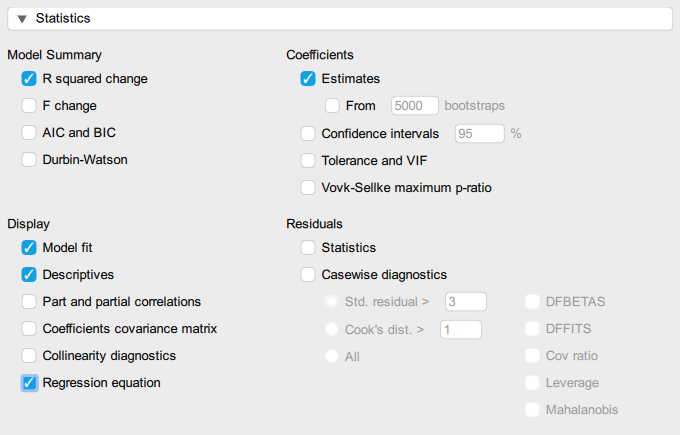 Statistics
Model Summary
R squared change
F change
AIC and BIC
Durbin-Watson
Coefficients
Estimates
From 5000 bootstraps
Confidence intervals 95 %
Tolerance and VIF
Vovk-Sellke maximum p-ratio
Display
Model fit
Descriptives
Part and partial correlations
Coefficients covariance matrix
Collinearity diagnostics
Regression equation
Residuals
Statistics
Casewise diagnostics
Std. residual > 3
Cook's dist. > 1
All
DFBETAS
DFFITS
Cov ratio
Leverage
Mahalanobis